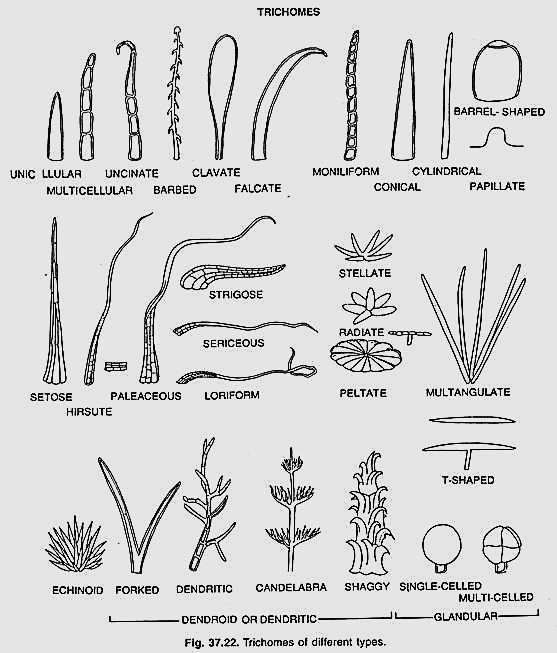 TRICHOMES
BARREL- SHAPED
UNIC LLULAR UNCINATE CLAVATE MONILIFORM CYLINDRICAL
MULTICELLULAR BARBED FALCATE CONICAL PAPILLATE
STELLATE
STRIGOSE
RADIATE
SERICEOUS
SETOSE PALEACEOUS LORIFORM PELTATE MULTANGULATE
HIRSUTE
T-SHAPED
ECHINOID FORKED DENDRITIC CANDELABRA SHAGGY SINGLE-CELLED
MULTI-CELLED
DENDROID OR DENDRITIC GLANDULAR
Fig. 37.22. Trichomes of different types.